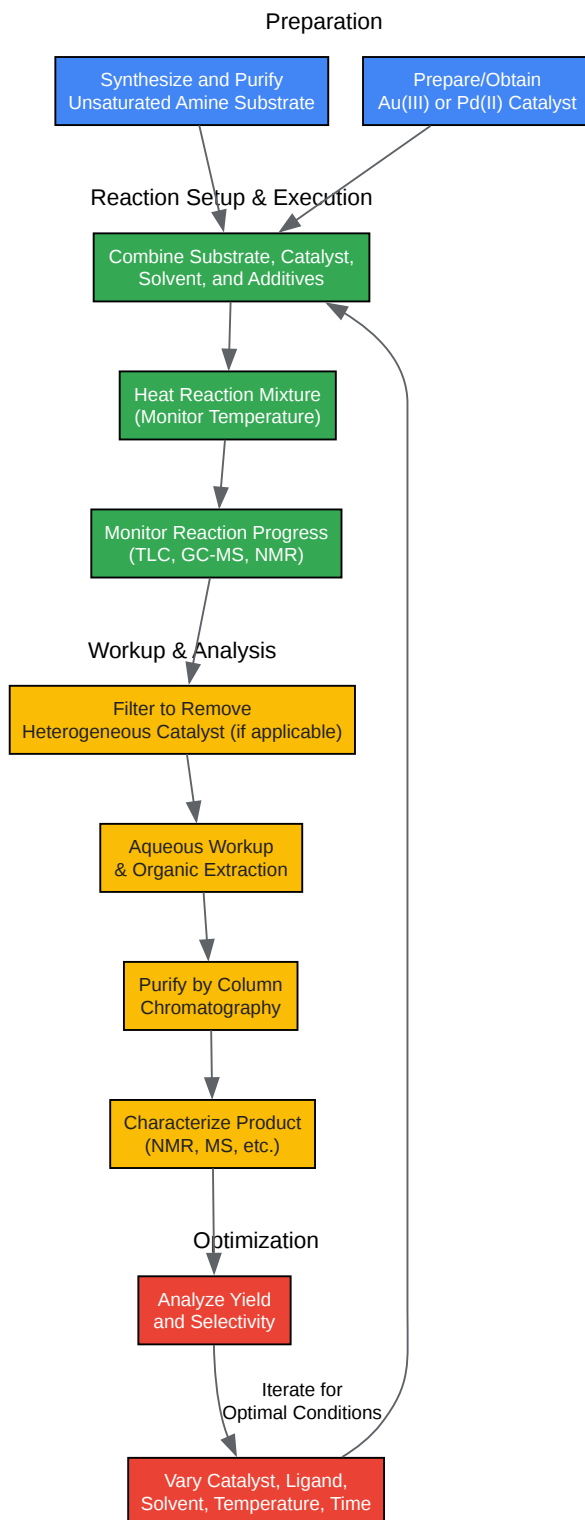 Preparation
Synthesize and Purify
Unsaturated Amine Substrate
Prepare/Obtain
Au(III) or Pd(II) Catalyst
Reaction Setup & Execution
Combine Substrate, Catalyst,
Solvent, and Additives
Heat Reaction Mixture
(Monitor Temperature)
Monitor Reaction Progress
(TLC, GC-MS, NMR)
Workup & Analysis
Filter to Remove
Heterogeneous Catalyst (if applicable)
Aqueous Workup
& Organic Extraction
Purify by Column
Chromatography
Characterize Product
(NMR, MS, etc.)
Optimization
Analyze Yield
and Selectivity
Iterate for
Optimal Conditions
Vary Catalyst, Ligand,
Solvent, Temperature, Time